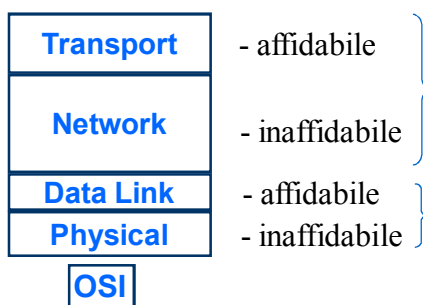 Transport - affidabile
Network - inaffidabile
Data Link - affidabile
Physical - inaffidabile
OSI